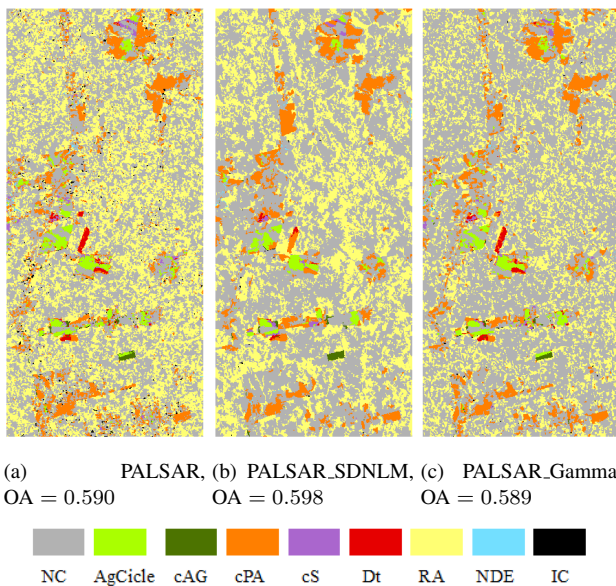 (a) PALSAR, (b) PALSAR_SDNLM, (c) PALSAR_Gamma
OA = 0.590 OA = 0.598 OA = 0.589
NC AgCicle cAG cPA cS Dt RA NDE IC